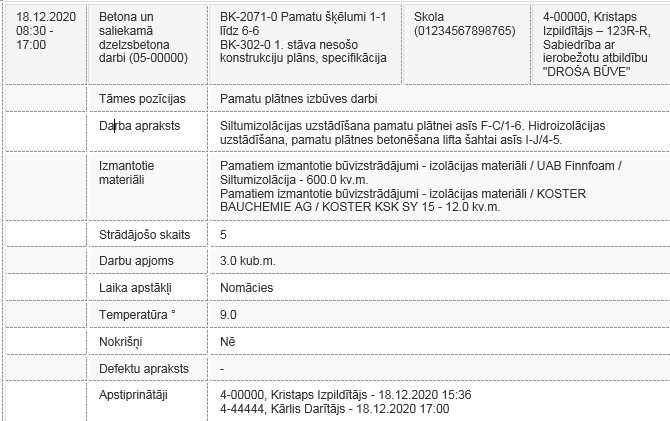 18.12.2020
08:30 -
17:00
Betona un
saliekamā
dzelzsbetona
darbi (05-00000)
BK-2071-0 Pamatu šķēlumi 1-1
līdz 6-6
BK-302-0 1. stāva nesošo
konstrukciju plāns, specifikācija
Skola
(01234567898765)
4-00000, Kristaps
Izpildītājs – 123R-R,
Sabiedrība ar
ierobežotu atbildību
"DROŠA BŪVE"
Tāmes pozīcijas
Pamatu plātnes izbūves darbi
Darba apraksts
Siltumizolācijas uzstādīšana pamatu plātnei asīs F-C/1-6. Hidroizolācijas
uzstādīšana, pamatu plātnes betonēšana lifta šahtai asīs I-J/4-5.
Izmantotie
materiāli
Pamatiem izmantotie būvizstrādājumi - izolācijas materiāli / UAB Finnfoam /
Siltumizolācija - 600.0 kv.m.
Pamatiem izmantotie būvizstrādājumi - izolācijas materiāli / KOSTER
BAUCHEMIE AG / KOSTER KSK SY 15 - 12.0 kv.m.
Strādājošo skaits
5
Darbu apjoms
3.0 kub.m.
Laika apstākļi
Nomācies
Temperatūra °
9.0
Nokrišņi
Nē
Defektu apraksts
-
Apstiprinātāji
4-00000, Kristaps Izpildītājs - 18.12.2020 15:36
4-44444, Kārlis Darītājs - 18.12.2020 17:00